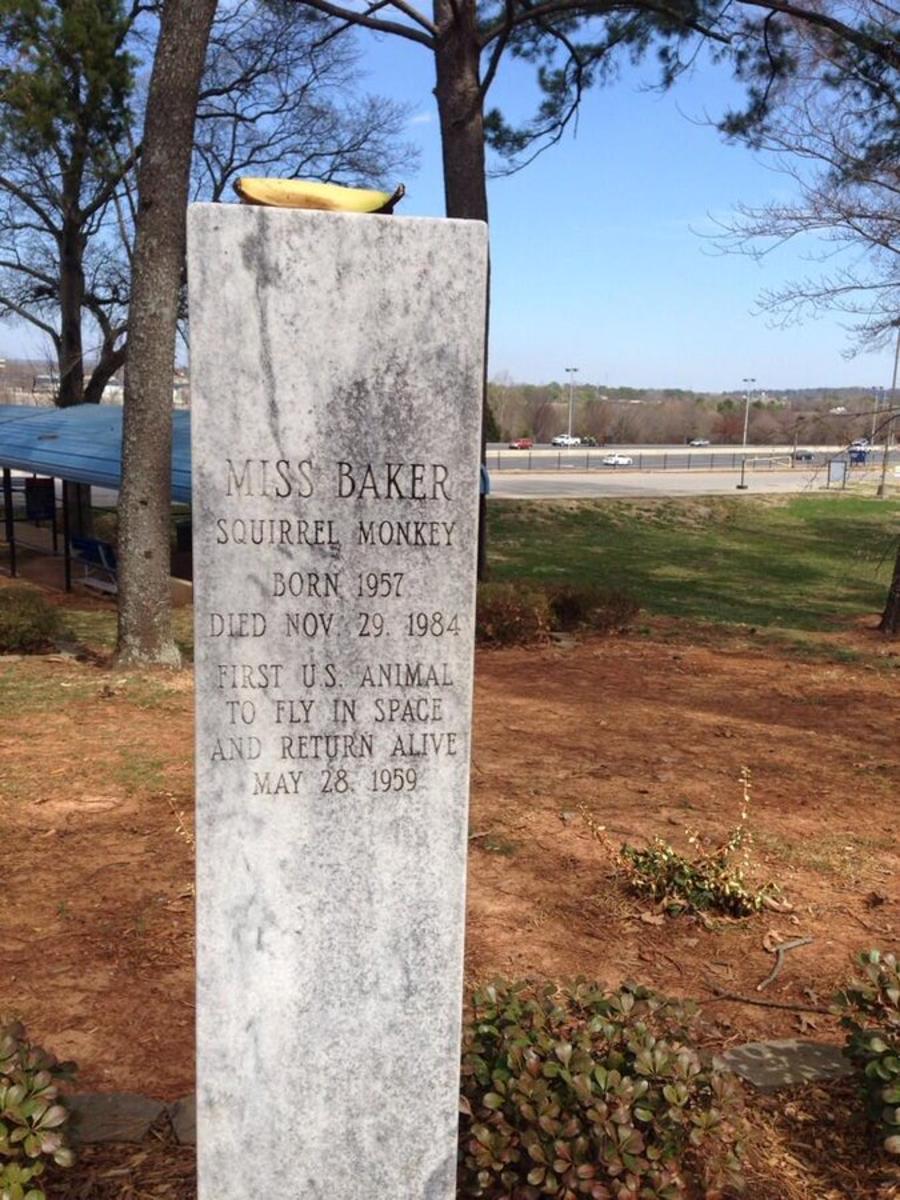 MISS BAKER
SQUIRREL MONKEY
BORN 1957
DIED NOV. 29. 1984
FIRST U.S. ANIMAL
TO FLY IN SPACE
AND RETURN ALIVE
MAY 28. 1959